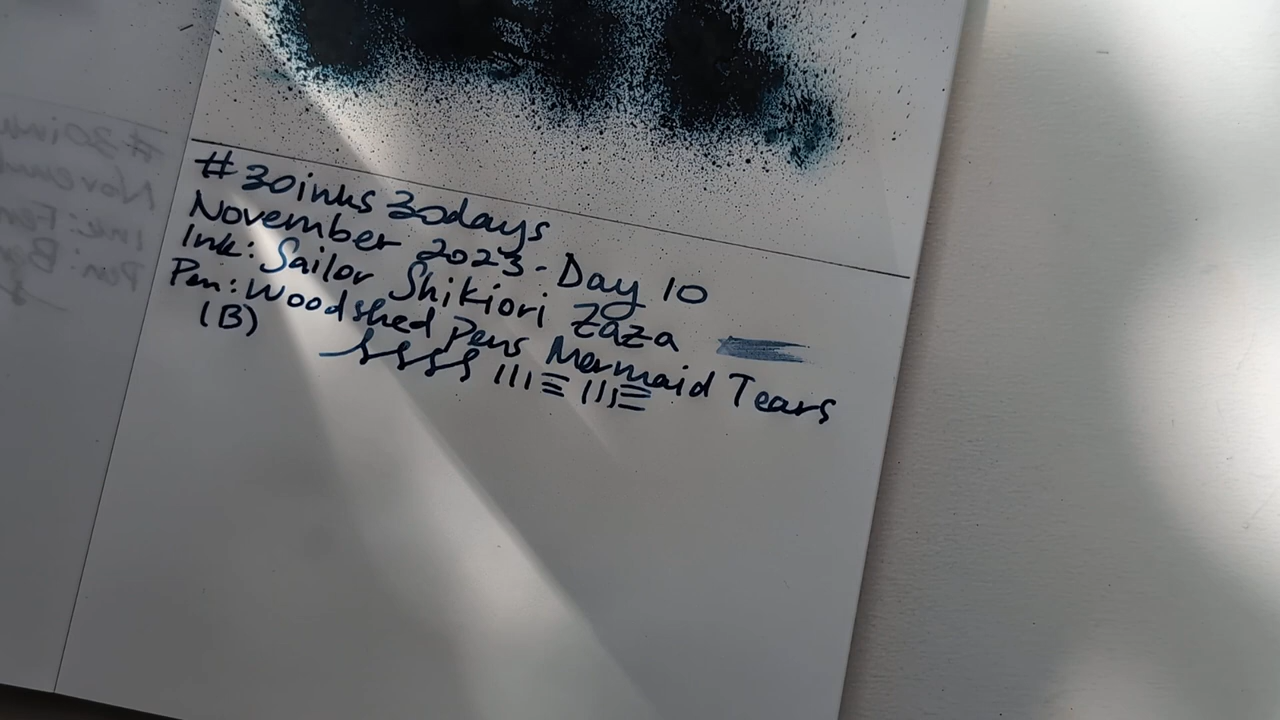 #30inks30days
November 2023 - Day 10
Ink: Sailor Shikiori Zaza
Pen: Woodshed Pens Mermaid Tears
(B)